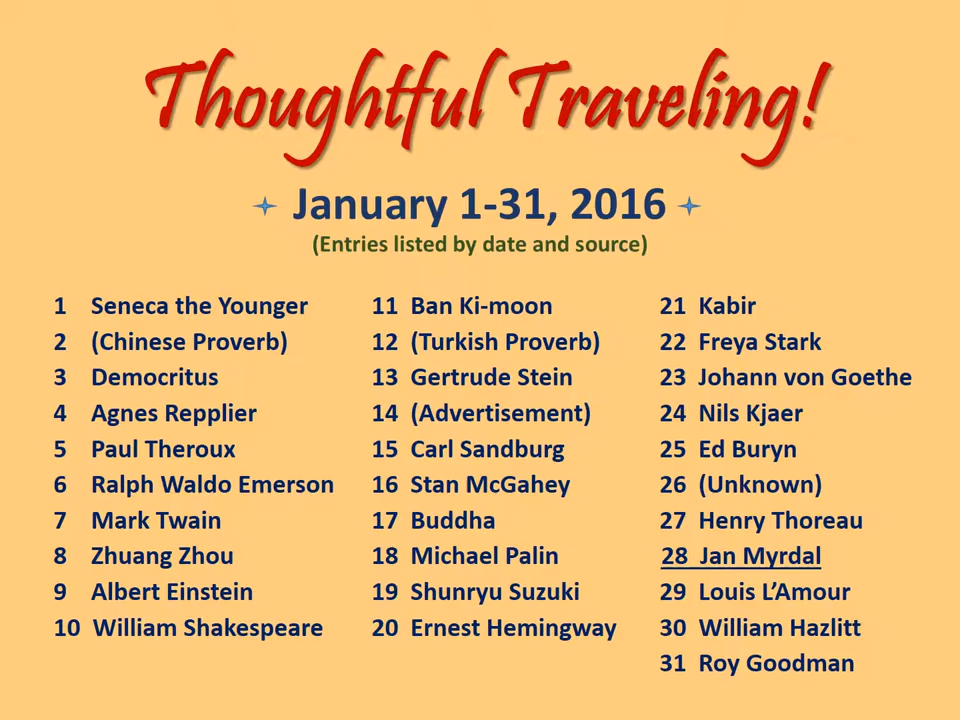 Thoughtful Traveling!
January 1-31, 2016
(Entries listed by date and source)
1 Seneca the Younger
2 (Chinese Proverb)
3 Democritus
4 Agnes Repplier
5 Paul Theroux
6 Ralph Waldo Emerson
7 Mark Twain
8 Zhuang Zhou
9 Albert Einstein
10 William Shakespeare
11 Ban Ki-moon
12 (Turkish Proverb)
13 Gertrude Stein
14 (Advertisement)
15 Carl Sandburg
16 Stan McGahey
17 Buddha
18 Michael Palin
19 Shunryu Suzuki
20 Ernest Hemingway
21 Kabir
22 Freya Stark
23 Johann von Goethe
24 Nils Kjaer
25 Ed Buryn
26 (Unknown)
27 Henry Thoreau
28 Jan Myrdal
29 Louis L’Amour
30 William Hazlitt
31 Roy Goodman